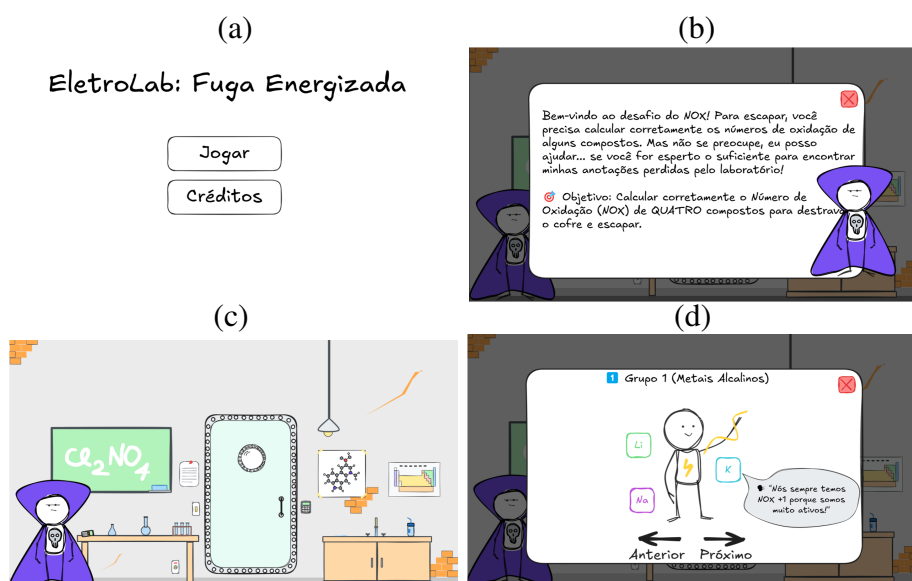 (a)
EletroLab: Fuga Energizada
Jogar
Créditos
(b)
Bem-vindo ao desafio do NOX! Para escapar, você
precisa calcular corretamente os números de oxidação de
alguns compostos. Mas não se preocupe, eu posso
ajudar... se você for esperto o suficiente para encontrar
minhas anotações perdidas pelo laboratório!
🎯 Objetivo: Calcular corretamente o Número de
Oxidação (NOX) de QUATRO compostos para destravar
o cofre e escapar.
(c)
Cl₂NO₄
(d)
1 Grupo 1 (Metais Alcalinos)
Li
K
Na
🗣 "Nós sempre temos
NOX +1 porque somos
muito ativos!"
Anterior Próximo